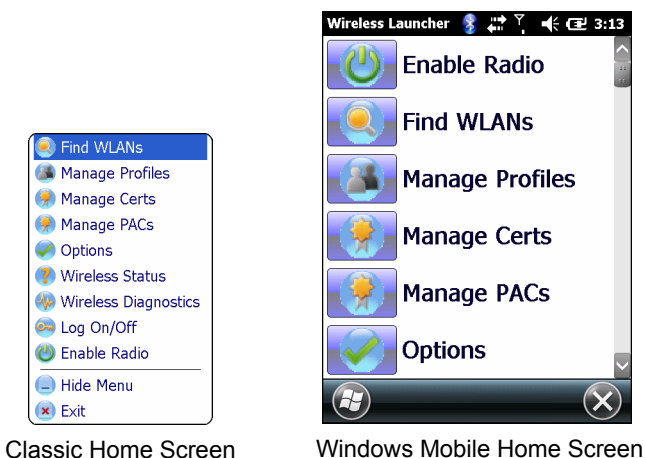 Find WLANs
Manage Profiles
Manage Certs
Manage PACs
Options
Wireless Status
Wireless Diagnostics
Log On/Off
Enable Radio
Hide Menu
Exit
Classic Home Screen
Wireless Launcher 3:13
Enable Radio
Find WLANs
Manage Profiles
Manage Certs
Manage PACs
Options
Windows Mobile Home Screen